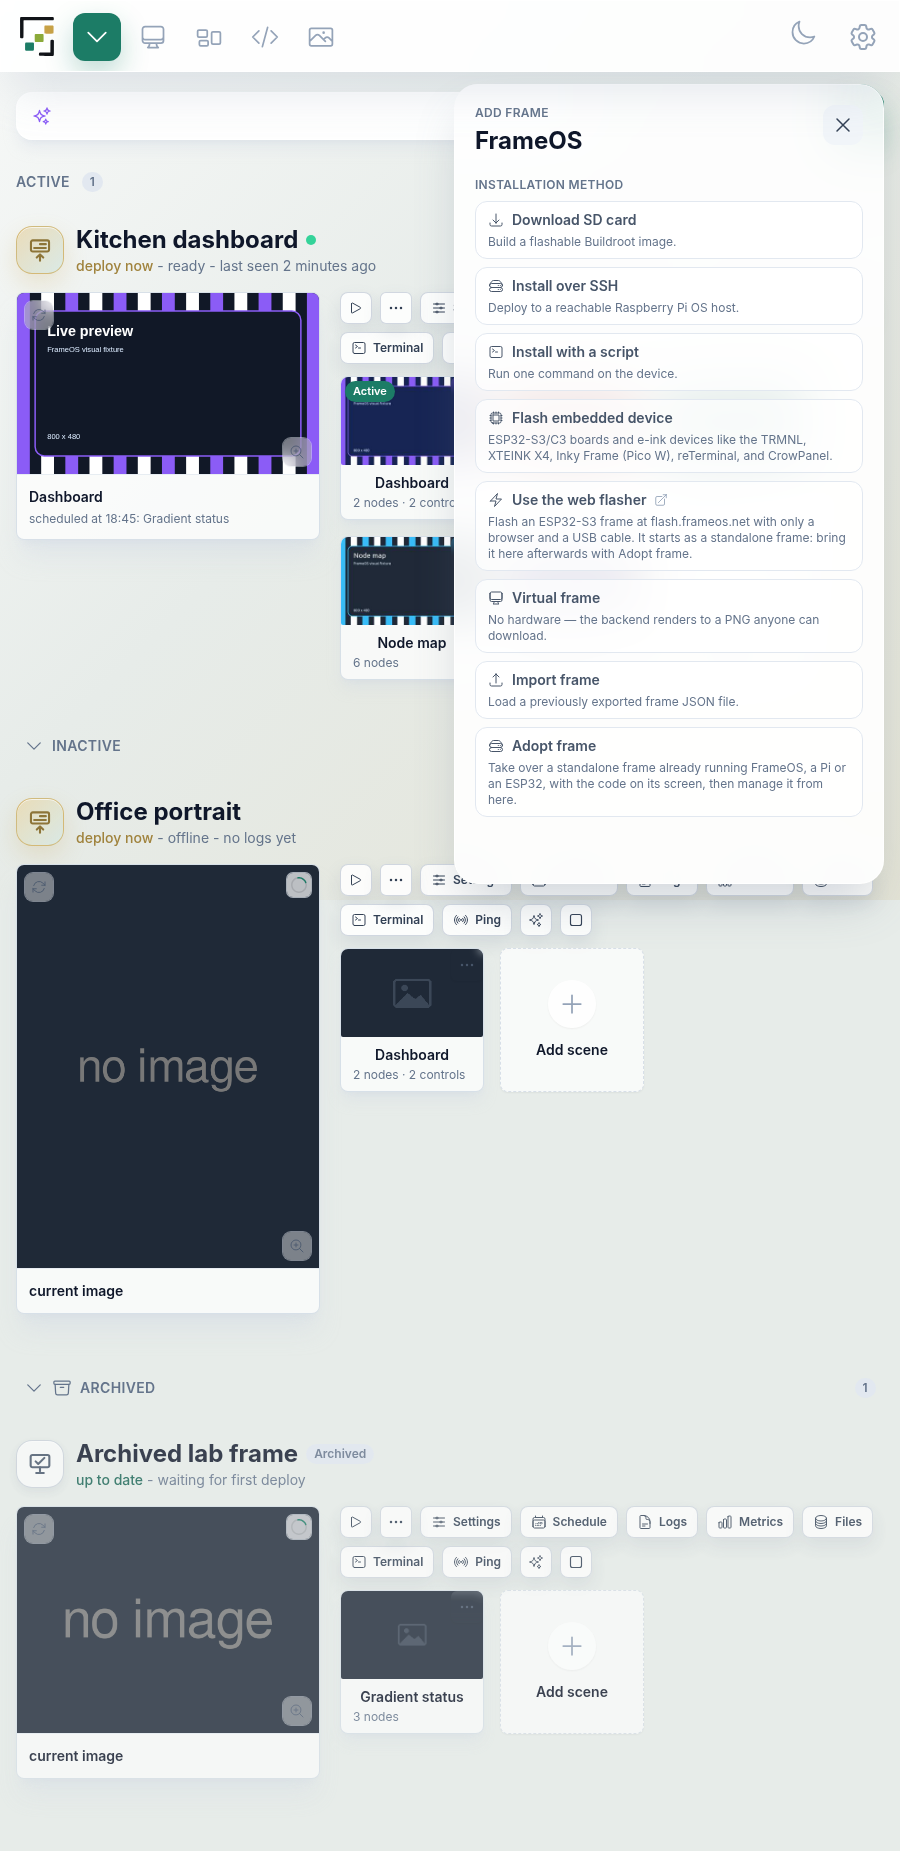 ACTIVE 1
Kitchen dashboard
deploy now - ready - last seen 2 minutes ago
Live preview
FrameOS visual fixture
800 x 480
Dashboard
scheduled at 18:45: Gradient status
Terminal
Active
Dashboard
2 nodes · 2 contro
Node map
FrameOS visual fixture
800 x 480
Node map
6 nodes
ADD FRAME
FrameOS
INSTALLATION METHOD
Download SD card
Build a flashable Buildroot image.
Install over SSH
Deploy to a reachable Raspberry Pi OS host.
Install with a script
Run one command on the device.
Flash embedded device
ESP32-S3/C3 boards and e-ink devices like the TRMNL,
XTEINK X4, Inky Frame (Pico W), reTerminal, and CrowPanel.
Use the web flasher
Flash an ESP32-S3 frame at flash.frameos.net with only a
browser and a USB cable. It starts as a standalone frame: bring
it here afterwards with Adopt frame.
Virtual frame
No hardware — the backend renders to a PNG anyone can
download.
Import frame
Load a previously exported frame JSON file.
Adopt frame
Take over a standalone frame already running FrameOS, a Pi or
an ESP32, with the code on its screen, then manage it from
here.
INACTIVE
Office portrait
deploy now - offline - no logs yet
no image
current image
Terminal
Ping
Dashboard
2 nodes · 2 controls
Add scene
ARCHIVED 1
Archived lab frame Archived
up to date - waiting for first deploy
no image
current image
Settings Schedule Logs Metrics Files
Terminal Ping
Gradient status
3 nodes
Add scene